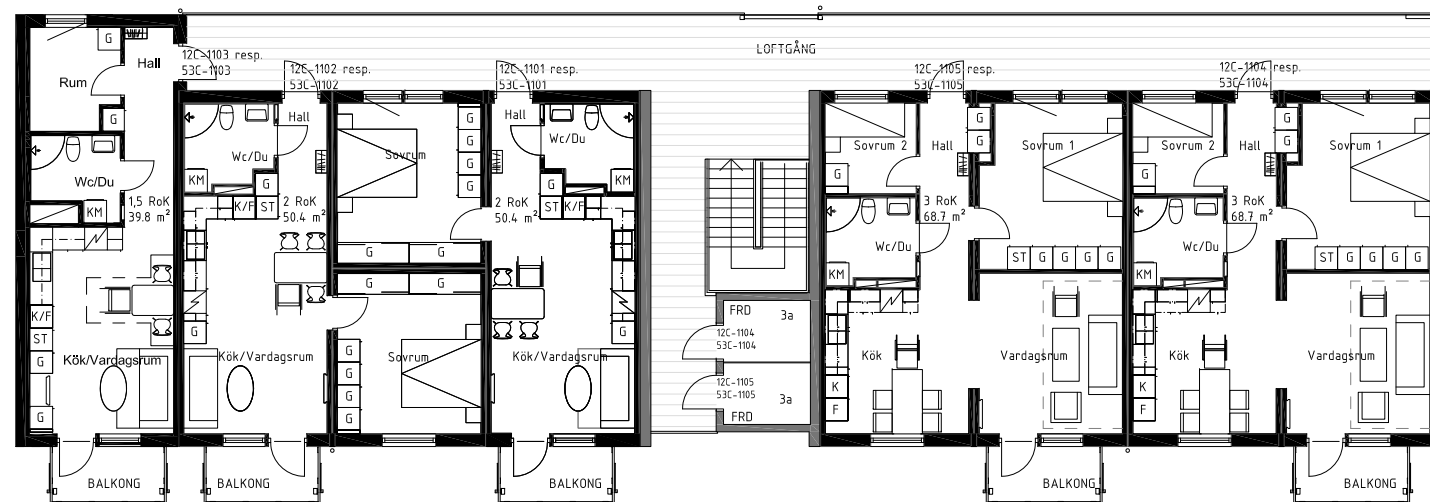 LOFTGÅNG
G
Hall
Rum
G
12C-1103 resp.
53C-1103
Wc/Du
KM
1,5 RoK
39.8 m²
K/F
ST
G
Kök/Vardagsrum
G
BALKONG
12C-1102 resp.
53C-1102
Hall
Wc/Du
KM
G
K/F ST
2 RoK
50.4 m²
G
Kök/Vardagsrum
G
G
G
G
G G
Sovrum
BALKONG
12C-1101 resp.
53C-1101
Sovrum
G
G
G
G
G G
Hall
Wc/Du
KM
G
ST K/F
2 RoK
50.4 m²
G
Kök/Vardagsrum
BALKONG
FRD 3a
12C-1104
53C-1104
12C-1105
53C-1105
3a
FRD
12C-1105 resp.
53C-1105
Sovrum 2
G
Hall
G
G
Sovrum 1
3 RoK
68.7 m²
Wc/Du
KM
ST G G G G
Kök
K
F
Vardagsrum
BALKONG
12C-1104 resp.
53C-1104
Sovrum 2
G
Hall
G
G
Sovrum 1
3 RoK
68.7 m²
Wc/Du
KM
ST G G G G
Kök
K
F
Vardagsrum
BALKONG